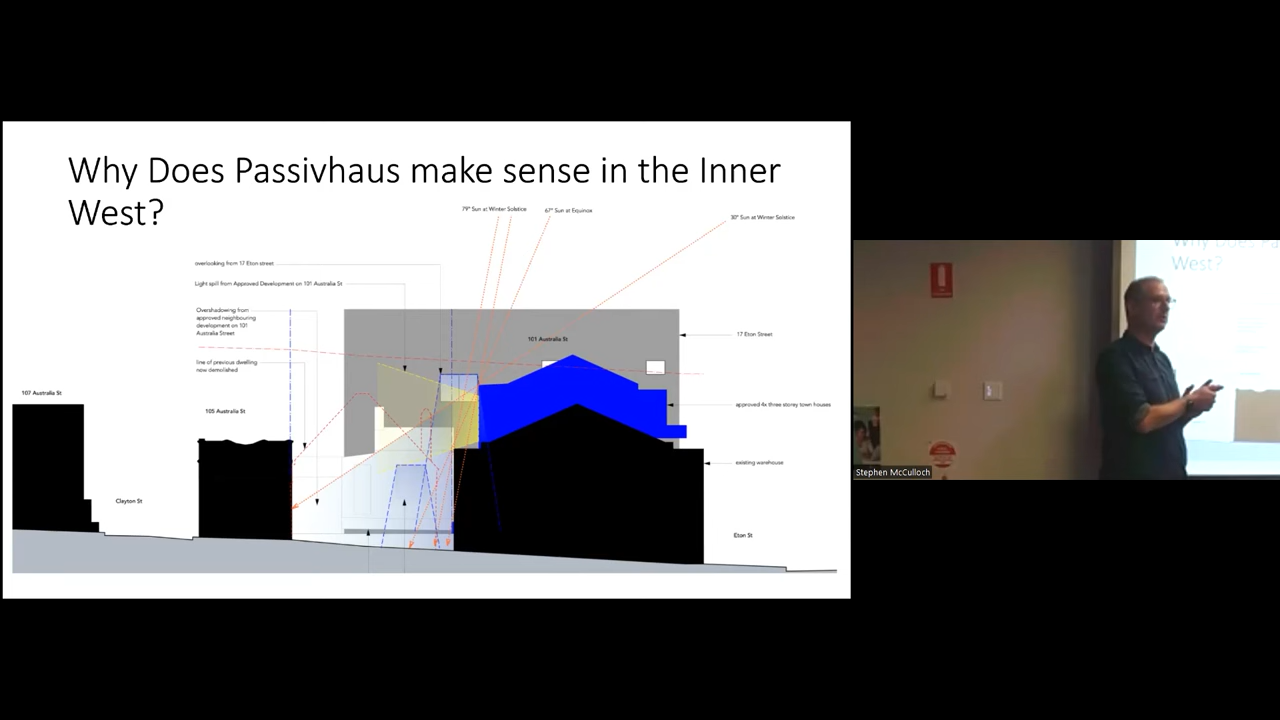 Why Does Passivhaus make sense in the Inner
West?
79° Sun at Winter Solstice
67° Sun at Equinox
30° Sun at Winter Solstice
overlooking from 17 Eton street
Light spill from Approved Development on 101 Australia St
Overshadowing from
approved neighbouring
development on 101
Australia Street
line of previous dwelling
now demolished
101 Australia St
17 Eton Street
107 Australia St
105 Australia St
approved 4x three storey town houses
existing warehouse
Clayton St
Eton St
Why Does Pa
West?
Stephen McCulloch